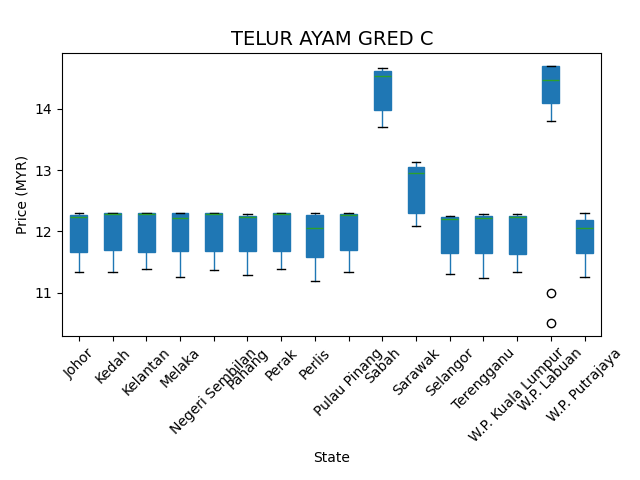 TELUR AYAM GRED C
Price (MYR)
14
13
12
11
Johor
Kedah
Kelantan
Melaka
Negeri Sembilan
Pahang
Perak
Perlis
Pulau Pinang
Sabah
Sarawak
Selangor
Terengganu
W.P. Kuala Lumpur
W.P. Labuan
W.P. Putrajaya
State